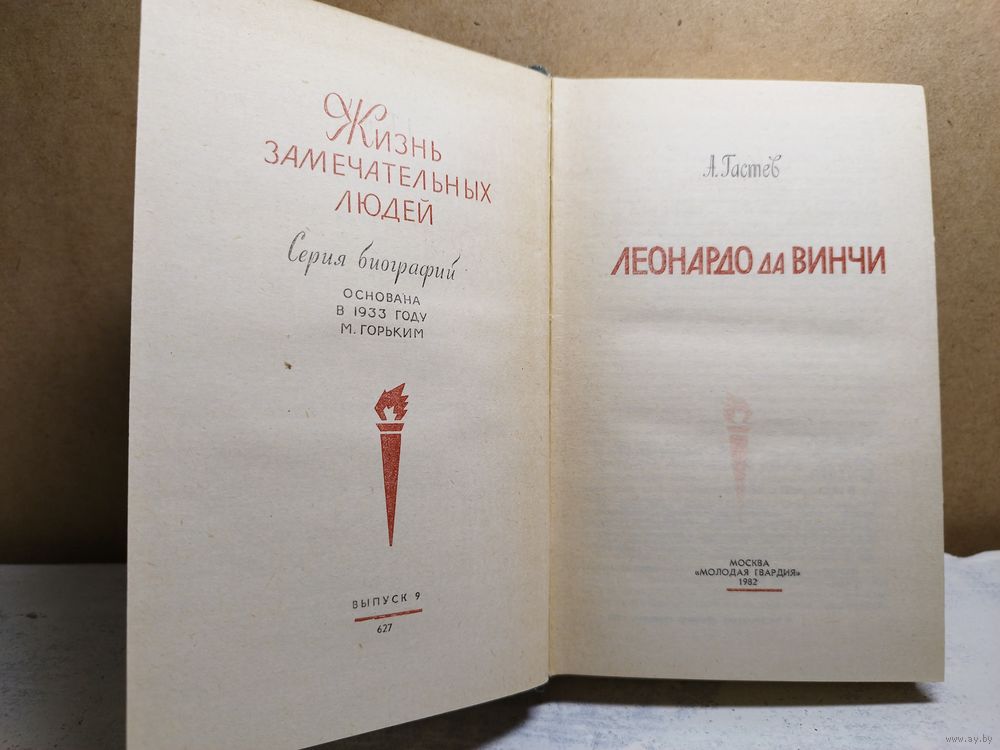 Жизнь
ЗАМЕЧАТЕЛЬНЫХ
ЛЮДЕЙ
Серия биографий
ОСНОВАНА
В 1933 ГОДУ
М. ГОРЬКИМ
ВЫПУСК 9
627
А. Гастев
ЛЕОНАРДО ДА ВИНЧИ
МОСКВА
«МОЛОДАЯ ГВАРДИЯ»
1982
www.ay.by